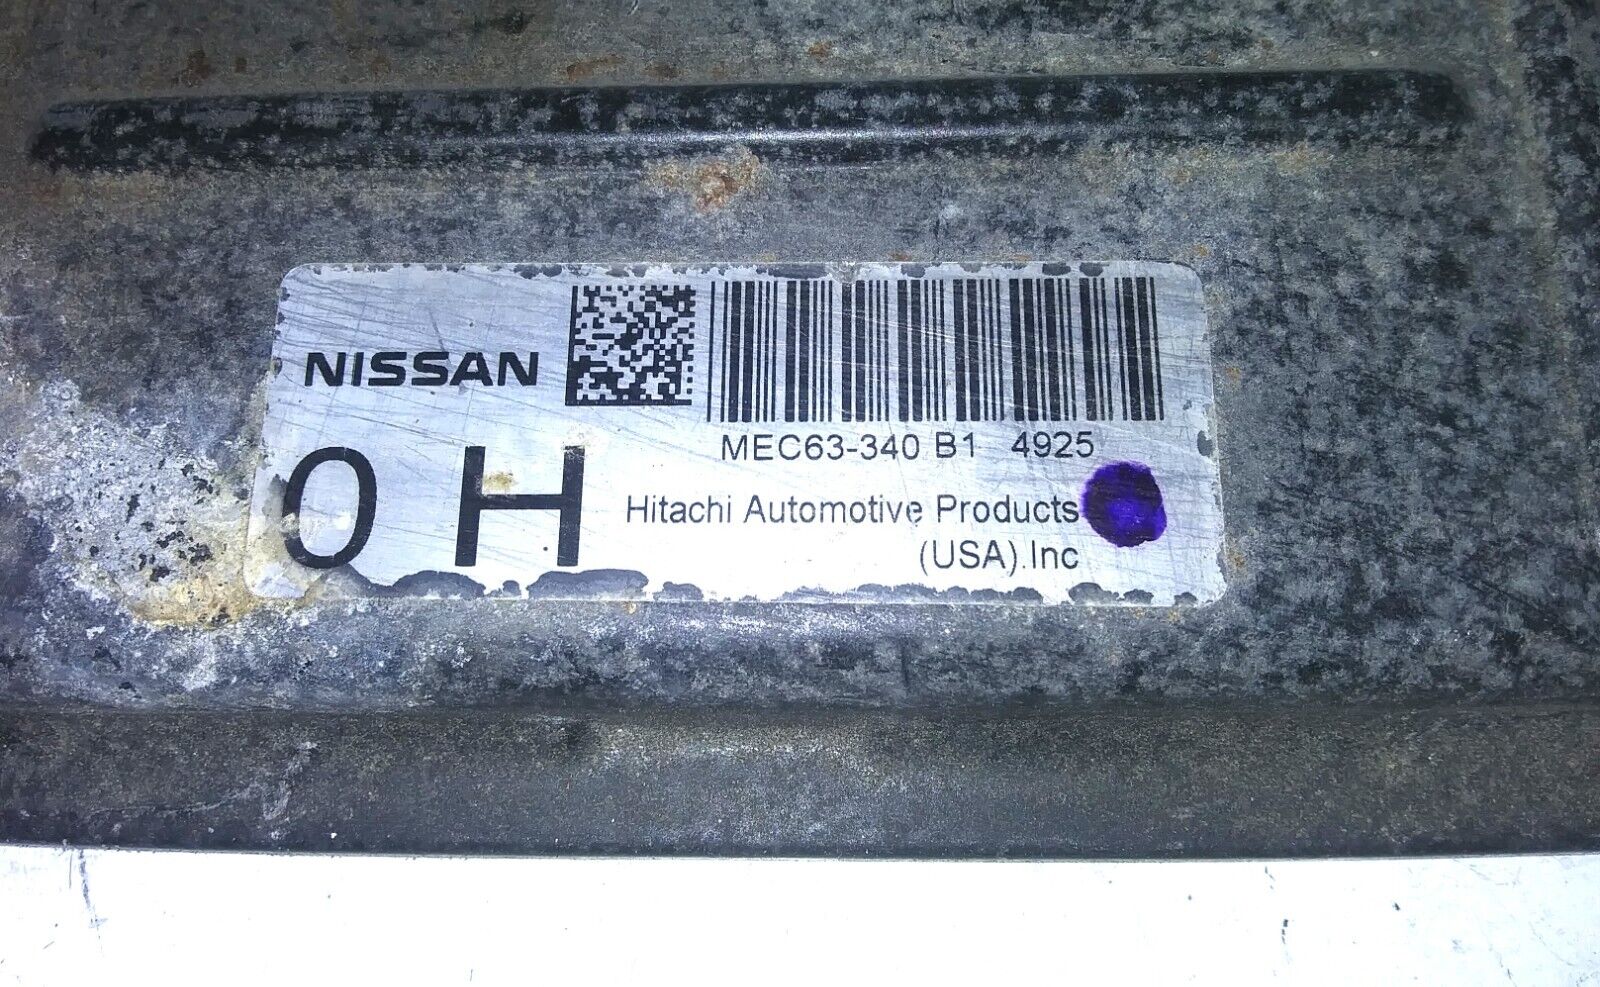 NISSAN
MEC63-340 B1 4925
0 H
Hitachi Automotive Products
(USA).Inc